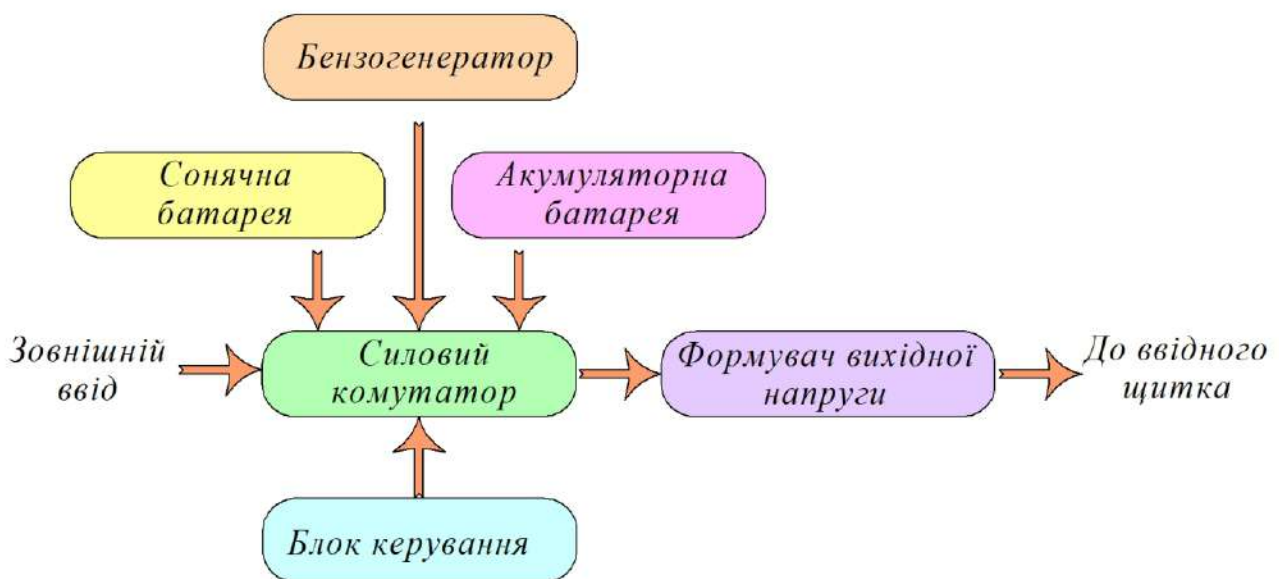 Бензогенератор
Сонячна
батарея
Акумуляторна
батарея
Зовнішній
ввід
Силовий
комутатор
Формувач вихідної
напруги
До ввідного
щитка
Блок керування